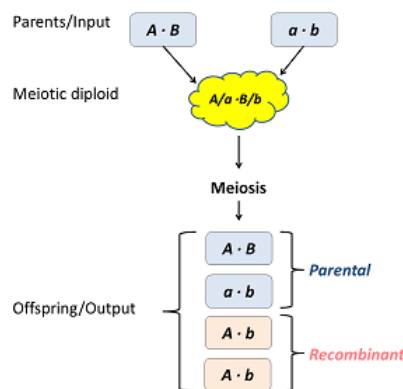 Parents/Input
A · B
a · b
Meiotic diploid
A/a ·B/b
Meiosis
A · B
a · b
Parental
Offspring/Output
A · b
A · b
Recombinant